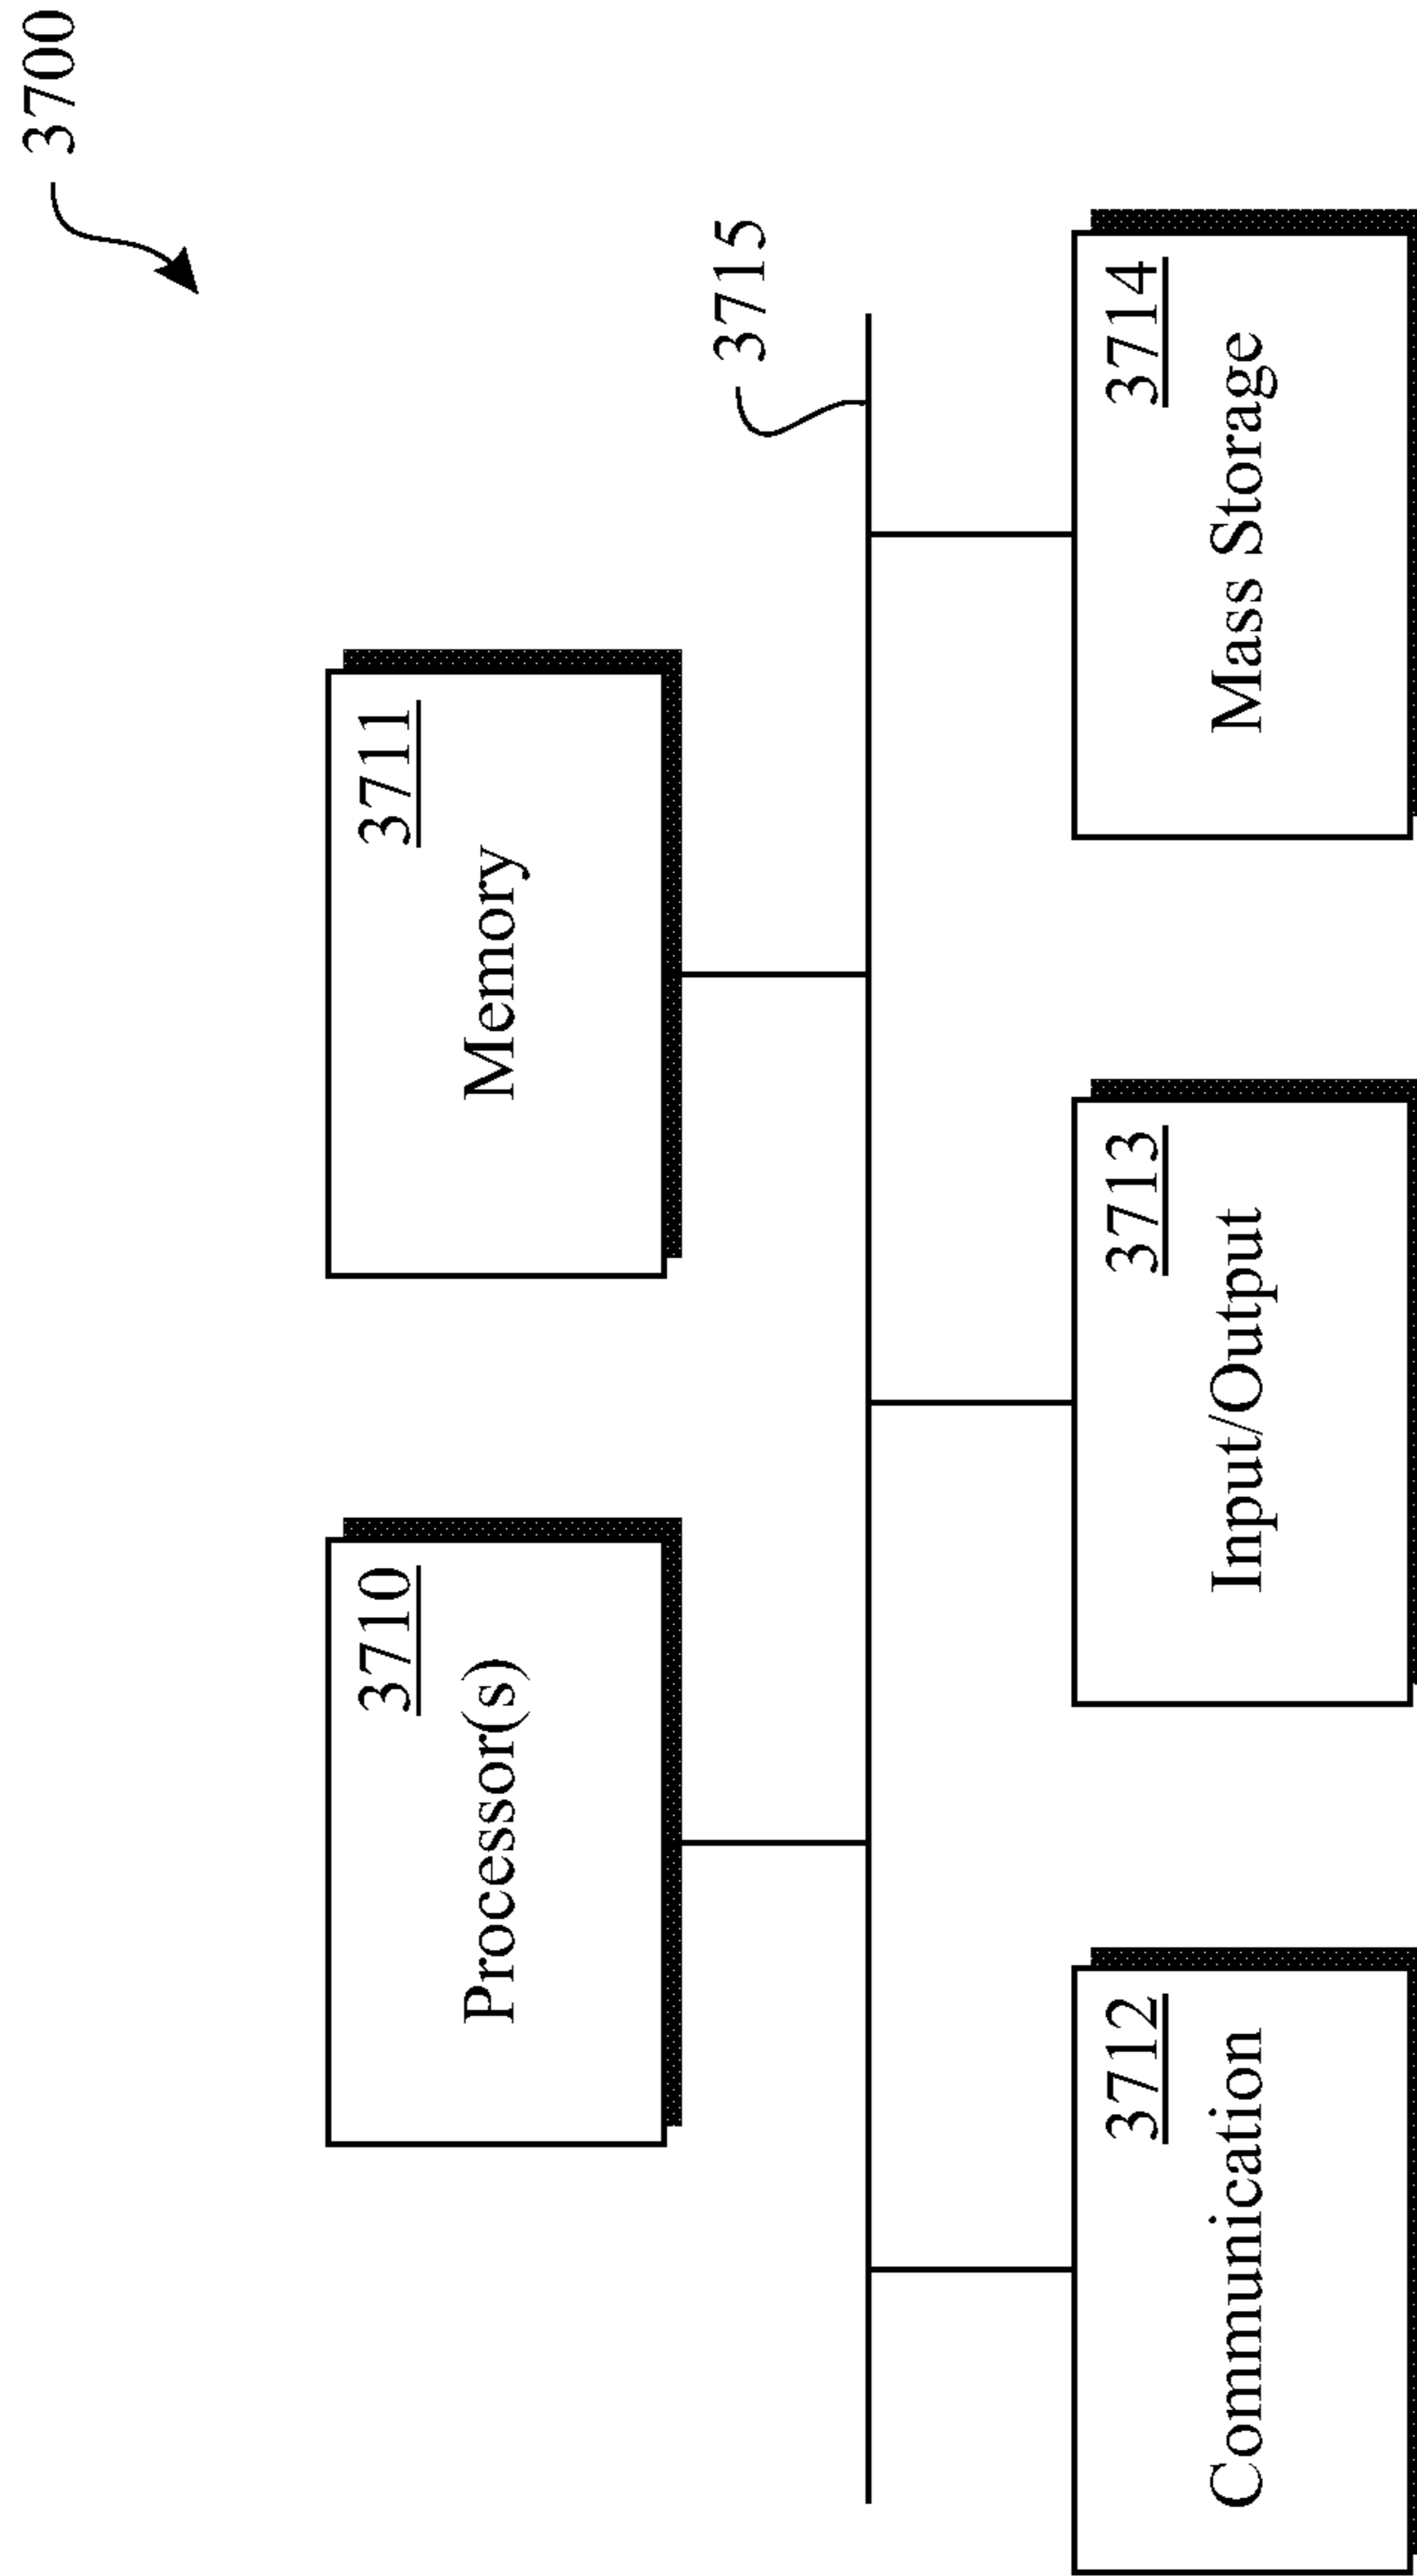 3700
3710
Processor(s)
3711
Memory
3715
3712
Communication
3713
Input/Output
3714
Mass Storage